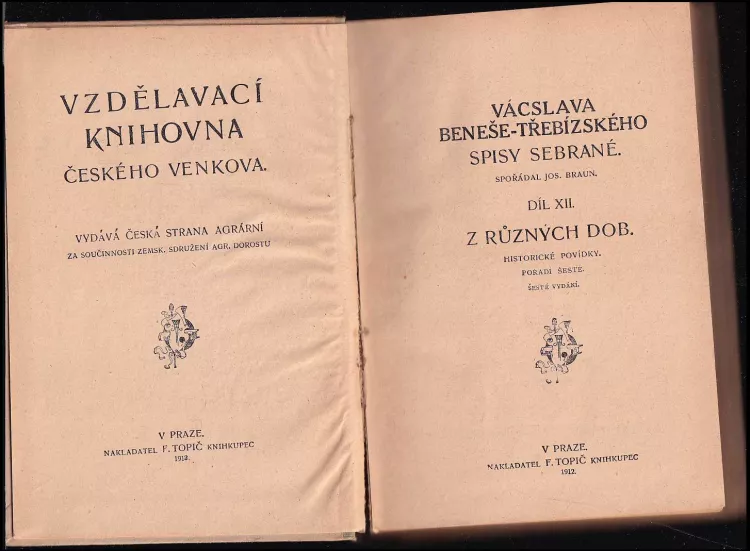 VZDĚLAVACÍ
KNIHOVNA
ČESKÉHO VENKOVA.
VYDÁVÁ ČESKÁ STRANA AGRÁRNÍ
ZA SOUČINNOSTI ZEMSK. SDRUŽENÍ AGR. DOROSTU
V PRAZE.
NAKLADATEL F. TOPIČ KNIHKUPEC
1912.
VÁCSLAVA
BENEŠE-TŘEBÍZSKÉHO
SPISY SEBRANÉ.
SPOŘÁDAL JOS. BRAUN.
DÍL XII.
Z RŮZNÝCH DOB.
HISTORICKÉ POVÍDKY.
PORADÍ ŠESTÉ.
ŠESTÉ VYDÁNÍ.
V PRAZE.
NAKLADATEL F. TOPIČ KNIHKUPEC
1912.